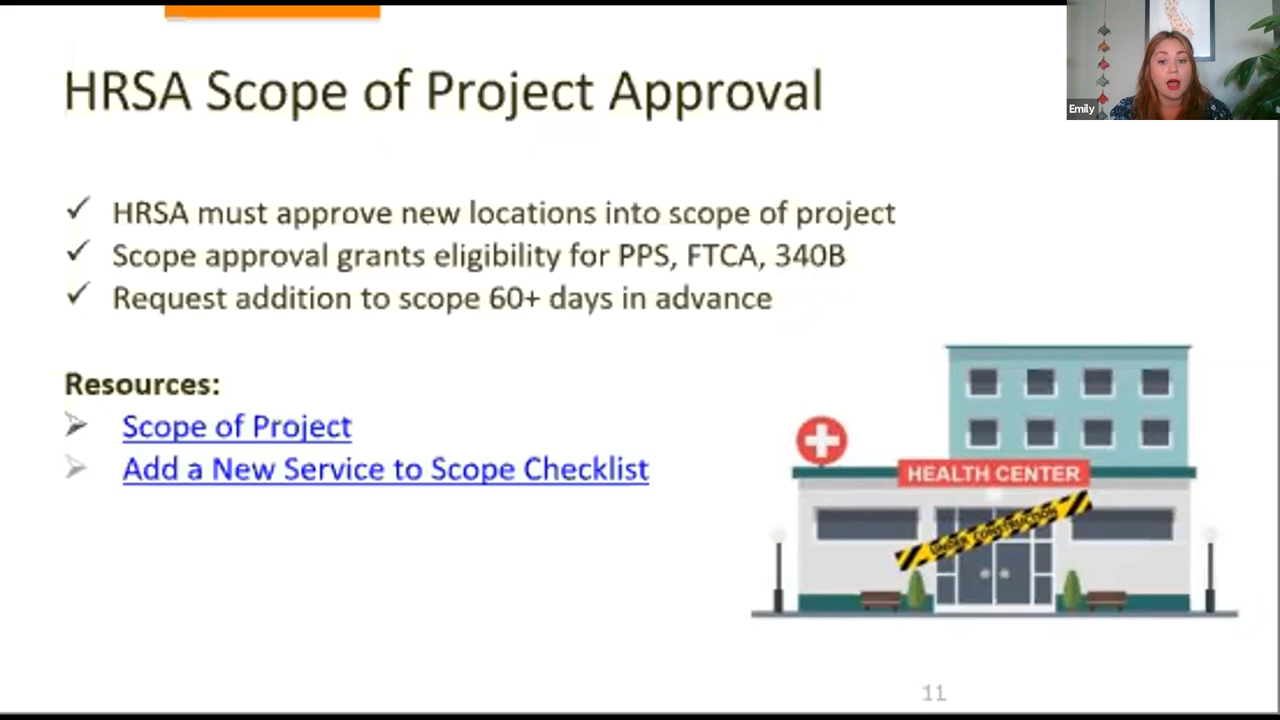 HRSA Scope of Project Approval
Emily
HRSA must approve new locations into scope of project
Scope approval grants eligibility for PPS, FTCA, 340B
Request addition to scope 60+ days in advance
Resources:
Scope of Project
Add a New Service to Scope Checklist
HEALTH CENTER
UNDER CONSTRUCTION
11